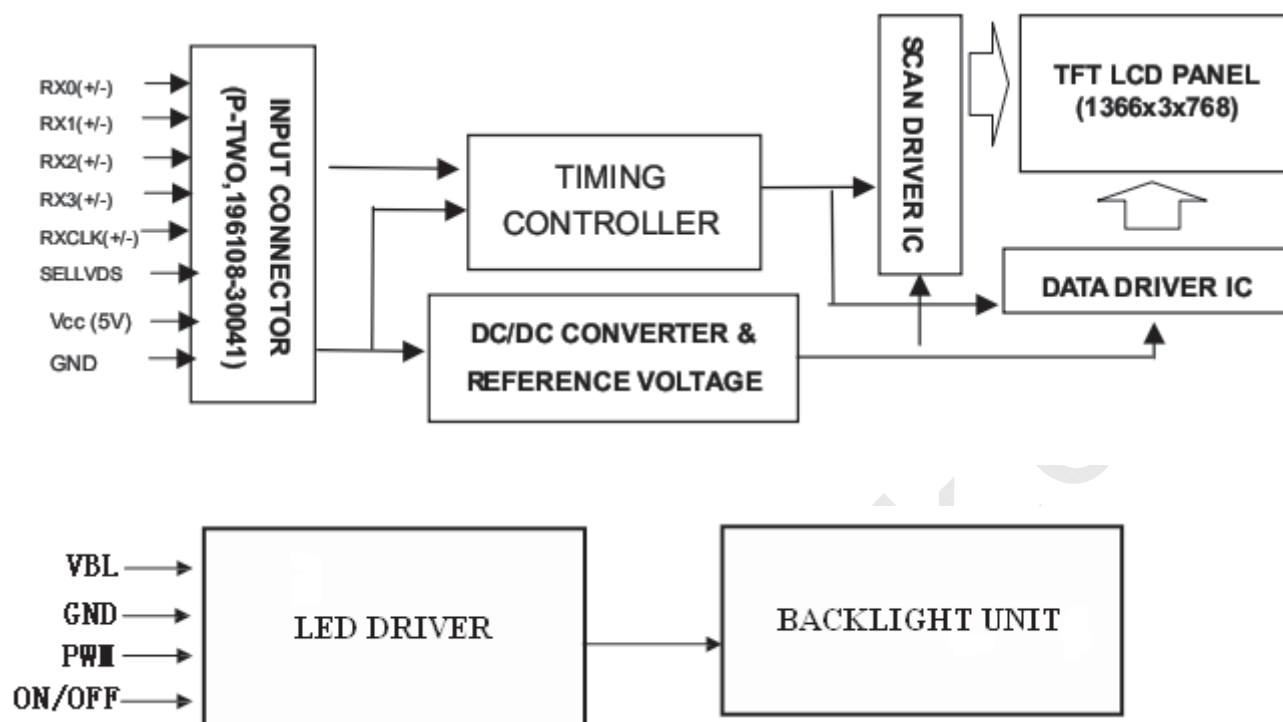 RX0(+/-)
RX1(+/-)
RX2(+/-)
RX3(+/-)
RXCLK(+/-)
SELLVDS
Vcc (5V)
GND
INPUT CONNECTOR
(P-TWO,196108-30041)
TIMING
CONTROLLER
DC/DC CONVERTER &
REFERENCE VOLTAGE
SCAN DRIVER IC
TFT LCD PANEL
(1366x3x768)
DATA DRIVER IC
VBL
GND
PWM
ON/OFF
LED DRIVER
BACKLIGHT UNIT